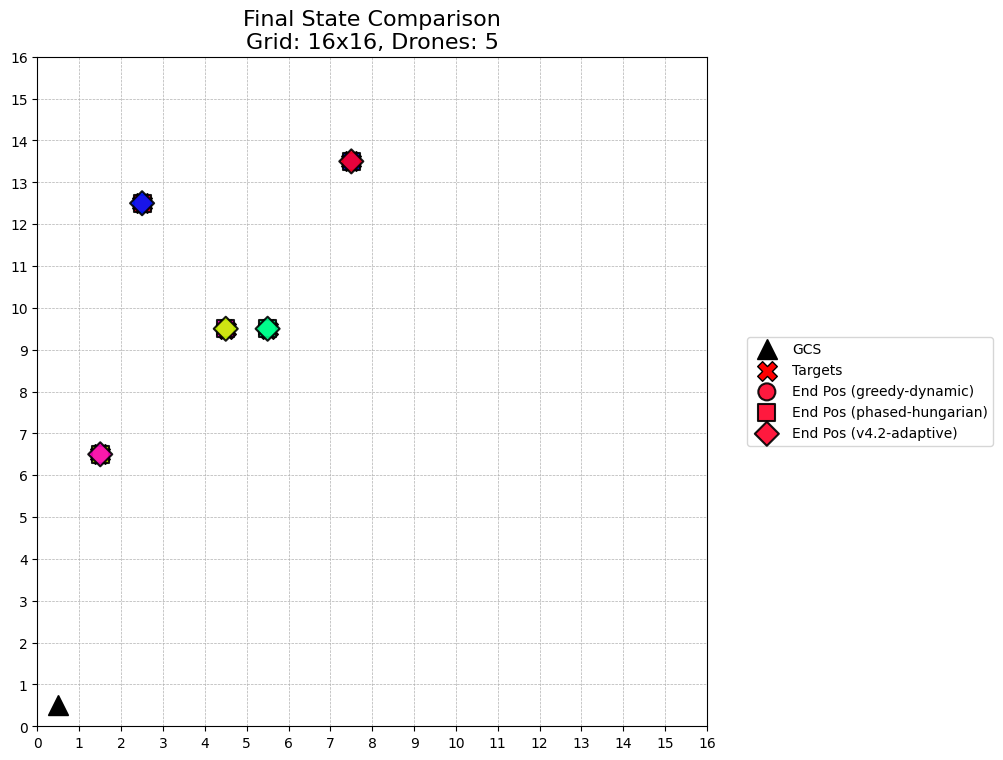 Final State Comparison
Grid: 16x16, Drones: 5
16
15
14
13
12
11
10
9
8
7
6
5
4
3
2
1
0
0 1 2 3 4 5 6 7 8 9 10 11 12 13 14 15 16
GCS
Targets
End Pos (greedy-dynamic)
End Pos (phased-hungarian)
End Pos (v4.2-adaptive)